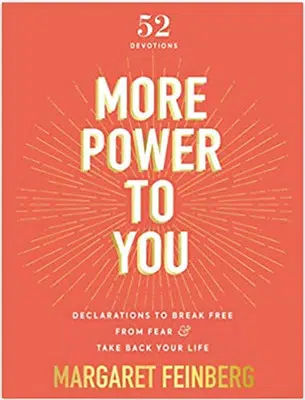 52
DEVOTIONS
MORE
POWER
TO
YOU
DECLARATIONS TO BREAK FREE
FROM FEAR &
TAKE BACK YOUR LIFE
MARGARET FEINBERG